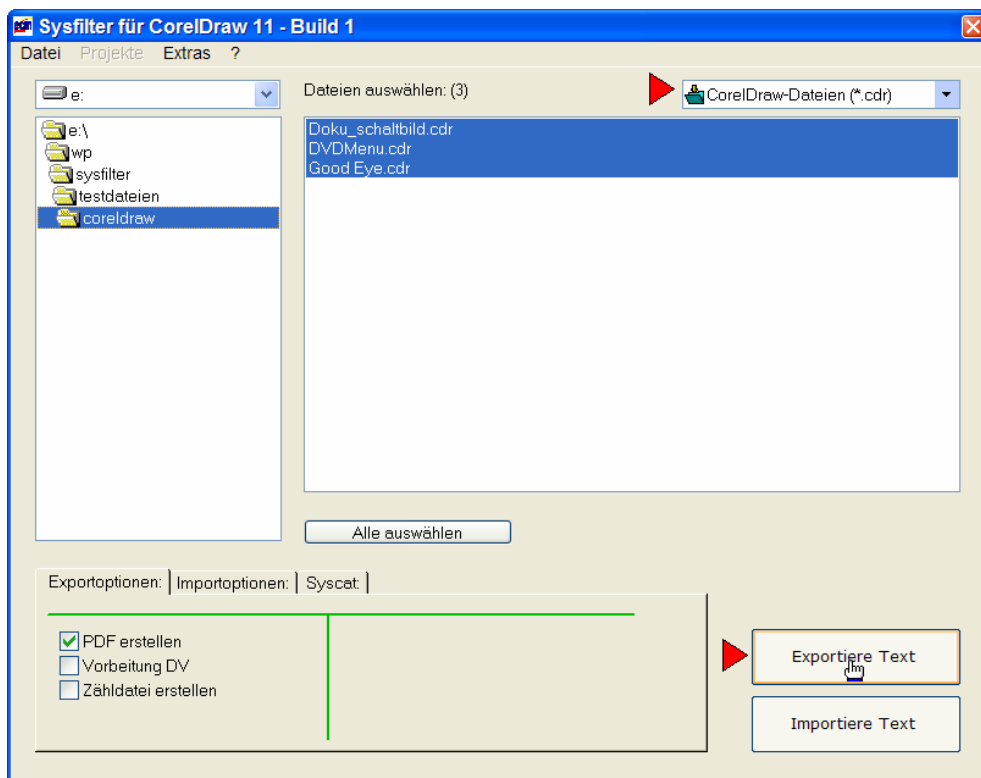 Sysfilter für CorelDraw 11 - Build 1
Datei Projekte Extras ?
e:
Dateien auswählen: (3)
CorelDraw-Dateien (*.cdr)
e:\
wp
sysfilter
testdateien
coreldraw
Doku_schaltbild.cdr
DVDMenu.cdr
Good Eye.cdr
Alle auswählen
Exportoptionen: Importoptionen: Syscat:
PDF erstellen
Vorbeitung DV
Zähldatei erstellen
Exportiere Text
Importiere Text